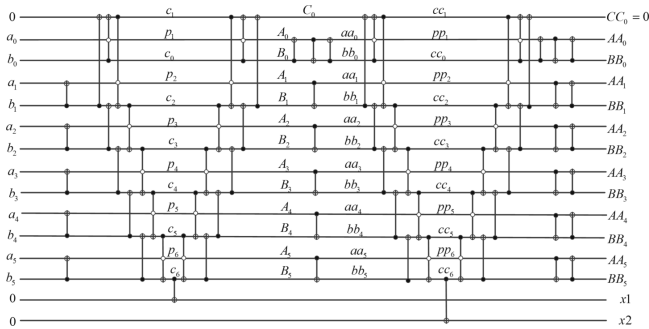 0 c₁ C₀ cc₁ CC₀ = 0
a₀ p₁ A₀ aa₀ pp₁ AA₀
b₀ c₀ B₀ bb₀ cc₀ BB₀
a₁ p₂ A₁ aa₁ pp₂ AA₁
b₁ c₂ B₁ bb₁ cc₂ BB₁
a₂ p₃ A₂ aa₂ pp₃ AA₂
b₂ c₃ B₂ bb₂ cc₃ BB₂
a₃ p₄ A₃ aa₃ pp₄ AA₃
b₃ c₄ B₃ bb₃ cc₄ BB₃
a₄ p₅ A₄ aa₄ pp₅ AA₄
b₄ c₅ B₄ bb₄ cc₅ BB₄
a₅ p₆ A₅ aa₅ pp₆ AA₅
b₅ c₆ B₅ bb₅ cc₆ BB₅
0 x1
0 x2